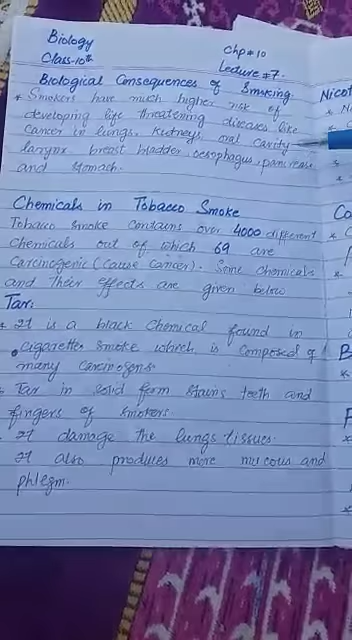 Biology
Chp # 10
Class-10th
Lecture #7.
Biological Consequences of Smoking
* Smokers have much higher risk of
developing life threatening diseases like
Cancer in lungs, Kidneys, oral cavity
larynx breast bladder, oesophagus, pancreas
and stomach.
Chemicals in Tobacco Smoke
Tobacco smoke contains over 4000 different
chemicals out of which 69 are
Carcinogenic (cause cancer). Some chemicals
and their effects are given below
Tar:
* It is a black chemical found in
cigarette smoke which is composed of
many carcinogens.
Tar in solid form stains teeth and
fingers of smokers.
It damage the lungs tissues.
It also produces more mucous and
phlegm.
Nicot